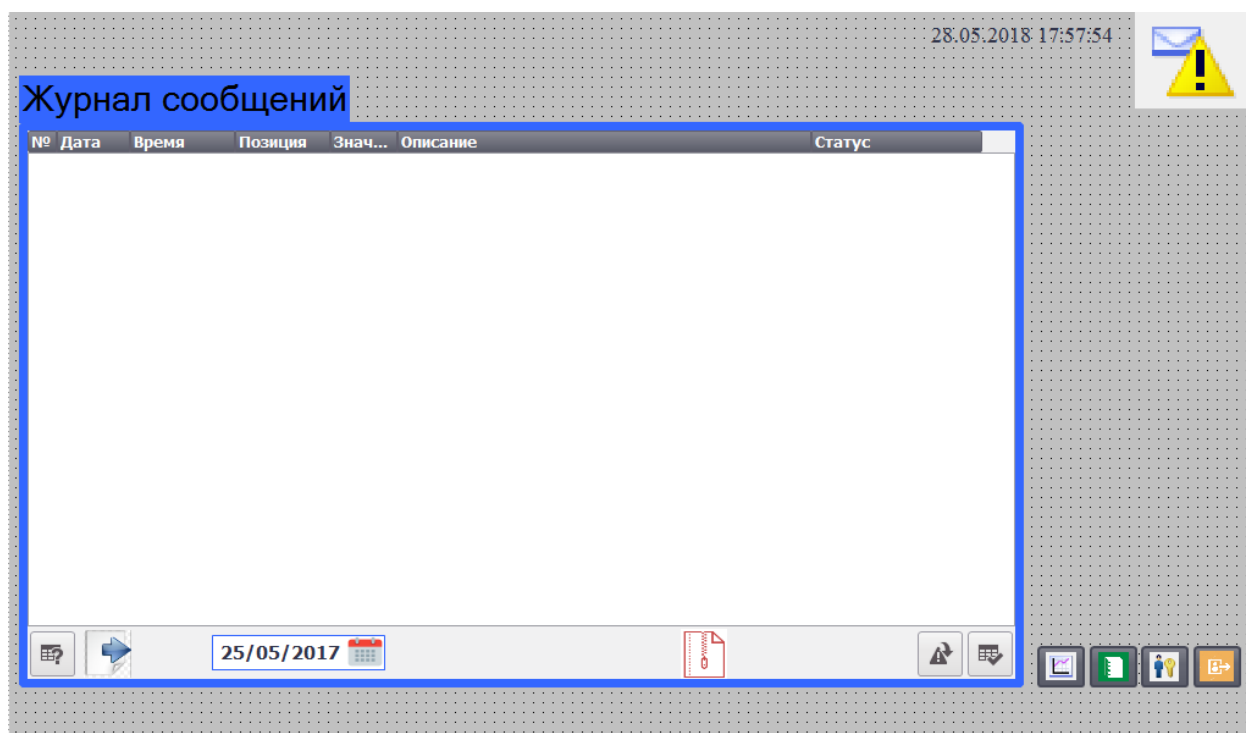 28.05.2018 17:57:54
Журнал сообщений
№ Дата Время Позиция Знач... Описание Статус
25/05/2017